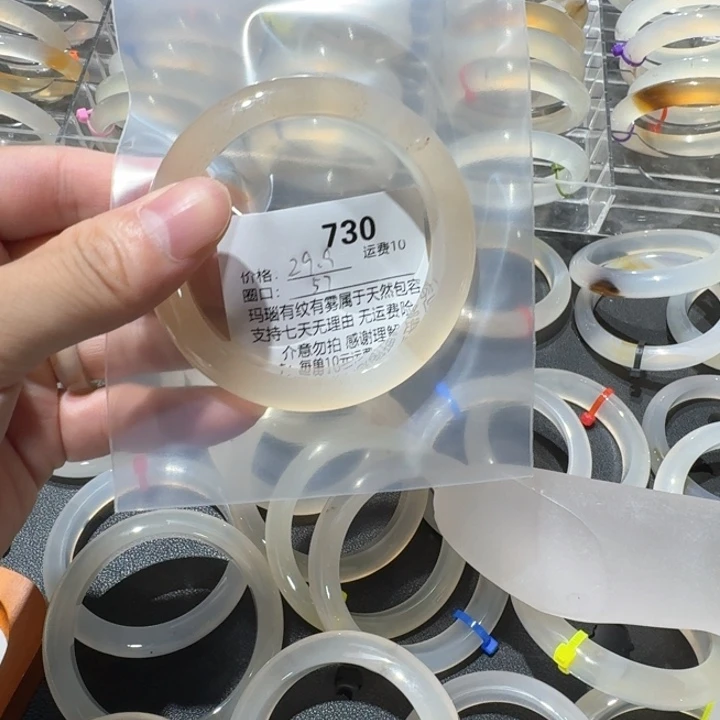 730
运费10
价格: 29.9
圈口: 57
玛瑙有纹有雾属于天然包容
支持七天无理由 无运费险
介意勿拍 感谢理解